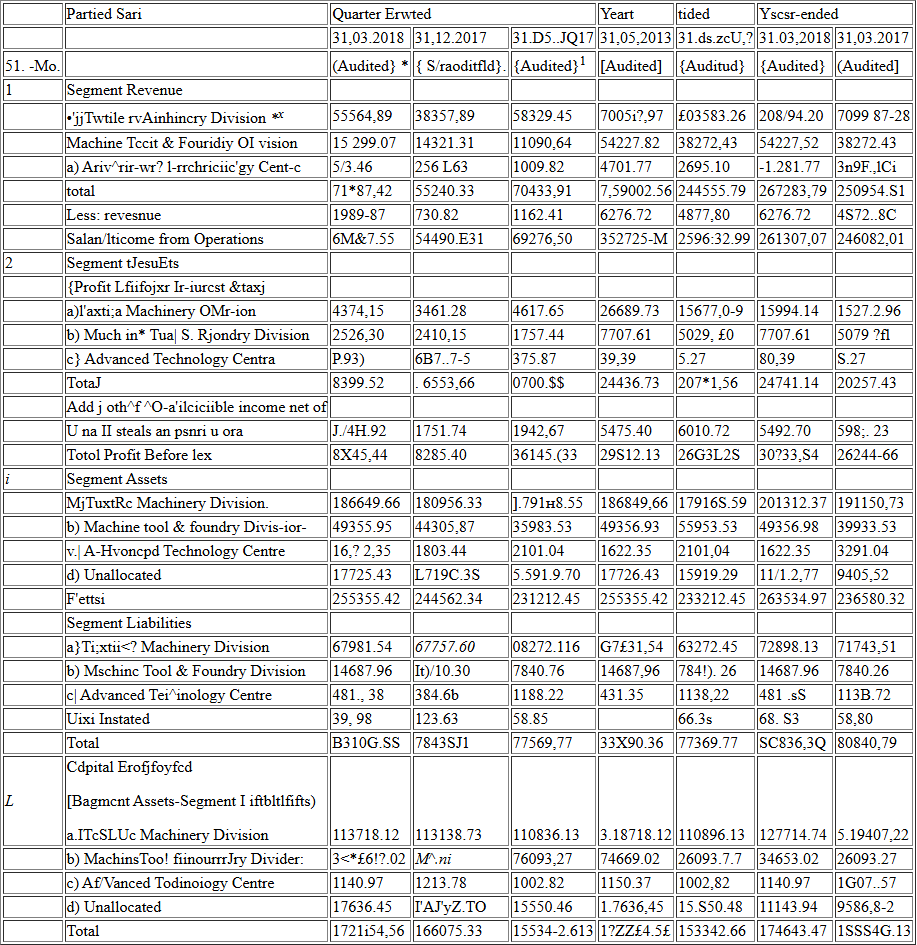 Partied Sari Quarter Erwted Yeart tided Yscsr-ended
31,03.2018 31,12.2017 31.D5..JQ17 31,05,2013 31.ds.zcU,? 31.03,2018 31,03.2017
51. -Mo. (Audited} * { S/raoditfld}. {Audited}1 [Audited] {Auditud} {Audited} (Audited]
1 Segment Revenue
•'jjTwtile rvAinhincry Division *x 55564,89 38357,89 58329.45 7005i?,97 £03583.26 208/94.20 7099 87-28
Machine Tccit & Fouridiy OI vision 15 299.07 14321.31 11090,64 54227.82 38272,43 54227,52 38272.43
a) Ariv^rir-wr? l-rrchriciic'gy Cent-c 5/3.46 256 L63 1009.82 4701.77 2695.10 -1.281.77 3n9F.,lCi
total 71*87,42 55240.33 70433,91 7,59002.56 244555.79 267283,79 250954.S1
Less: revesnue 1989-87 730.82 1162.41 6276.72 4877,80 6276.72 4S72..8C
Salan/lticome from Operations 6M&7.55 54490.E31 69276,50 352725-M 2596:32.99 261307,07 246082,01
2 Segment tJesuEts
{Profit Lfiifojxr Ir-iurcst &taxj
a)l'axti;a Machinery OMr-ion 4374,15 3461.28 4617.65 26689.73 15677,0-9 15994.14 1527.2.96
b) Much in* Tua| S. Rjondry Division 2526,30 2410,15 1757.44 7707.61 5029, £0 7707.61 5079 ?fl
c} Advanced Technology Centra P.93) 6B7..7-5 375.87 39,39 5.27 80,39 S.27
TotaJ 8399.52 . 6553,66 0700.$$ 24436.73 207*1,56 24741.14 20257.43
Add j oth^f ^O-a'ilciciible income net of
U na II steals an psnri u ora J./4H.92 1751.74 1942,67 5475.40 6010.72 5492.70 598;. 23
Totol Profit Before lex 8X45,44 8285.40 36145.(33 29S12.13 26G3L2S 30?33,S4 26244-66
i Segment Assets
MjTuxtRc Machinery Division. 186649.66 180956.33 ].791н8.55 186849,66 17916S.59 201312.37 191150,73
b) Machine tool & foundry Divis-ior- 49355.95 44305,87 35983.53 49356.93 55953.53 49356.98 39933.53
v.| A-Hvoncpd Technology Centre 16,? 2,35 1803.44 2101.04 1622.35 2101,04 1622.35 3291.04
d) Unallocated 17725.43 L719C.3S 5.591.9.70 17726.43 15919.29 11/1.2,77 9405,52
F'ettsi 255355.42 244562.34 231212.45 255355.42 233212.45 263534.97 236580.32
Segment Liabilities
a}Ti;xtii<? Machinery Division 67981.54 67757.60 08272.116 G7£31,54 63272.45 72898.13 71743,51
b) Mschinc Tool & Foundry Division 14687.96 It)/10.30 7840.76 14687,96 784!). 26 14687.96 7840.26
c| Advanced Tei^inology Centre 481., 38 384.6b 1188.22 431.35 1138,22 481 .sS 113B.72
Uixi Instated 39, 98 123.63 58.85 66.3s 68. S3 58,80
Total B310G.SS 7843SJ1 77569,77 33X90.36 77369.77 SC836,3Q 80840,79
Cdpital Erofjfoyfcd
L [Bagmcnt Assets-Segment I iftbltlfifts)
a.ITcSLUc Machinery Division 113718.12 113138.73 110836.13 3.18718.12 110896.13 127714.74 5.19407,22
b) MachinsToo! fiinourrrJry Divider: 3<*£6!?.02 M^.ni 76093,27 74669.02 26093.7.7 34653.02 26093.27
c) Af/Vanced Todinoiogy Centre 1140.97 1213.78 1002.82 1150.37 1002,82 1140.97 1G07..57
d) Unallocated 17636.45 I'AJ'yZ.TO 15550.46 1.7636,45 15.S50.48 11143.94 9586,8-2
Total 1721i54,56 166075.33 15534-2.613 1?ZZ£4.5£ 153342.66 174643.47 1SSS4G.13